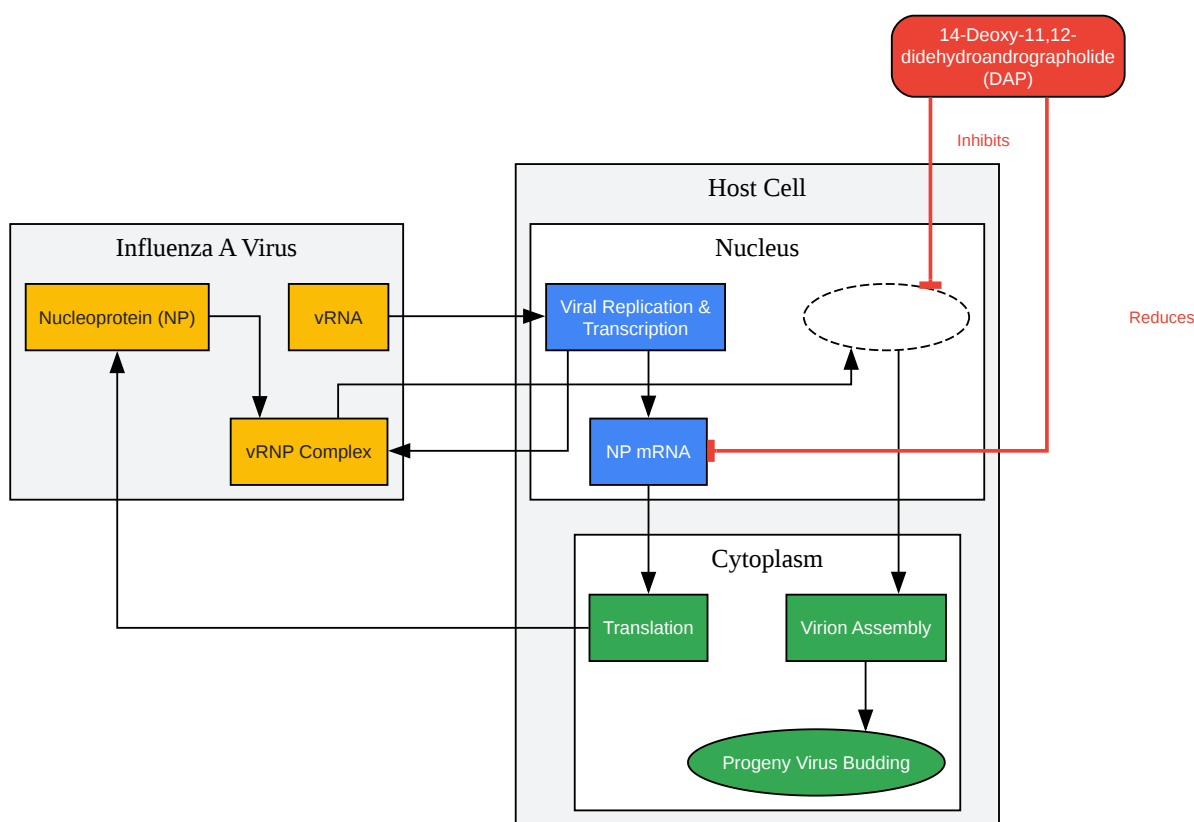 14-Deoxy-11,12-
didehydroandrographolide
(DAP)
Inhibits
Host Cell
Influenza A Virus
Nucleus
Nucleoprotein (NP)
vRNA
Viral Replication &
Transcription
Reduces
vRNP Complex
NP mRNA
Cytoplasm
Translation
Virion Assembly
Progeny Virus Budding